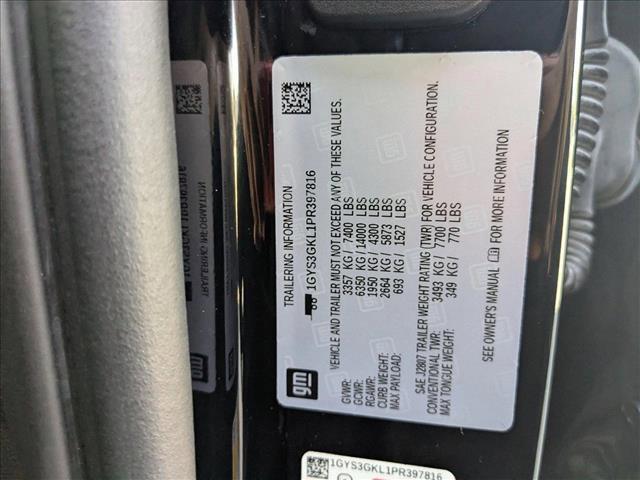 TRAILERING INFORMATION
1GYS3GKL1PR397816
VEHICLE AND TRAILER MUST NOT EXCEED ANY OF THESE VALUES.
GVWR: 3357 KG / 7400 LBS
GCWR: 6350 KG / 14000 LBS
RGAWR: 1950 KG / 4300 LBS
CURB WEIGHT: 2664 KG / 5873 LBS
MAX PAYLOAD: 693 KG / 1527 LBS
SAE J2807 TRAILER WEIGHT RATING (TWR) FOR VEHICLE CONFIGURATION.
CONVENTIONAL TWR: 3493 KG / 7700 LBS
MAX TONGUE WEIGHT: 349 KG / 770 LBS
SEE OWNER'S MANUAL FOR MORE INFORMATION
gm
1GYS3GKL1PR397816